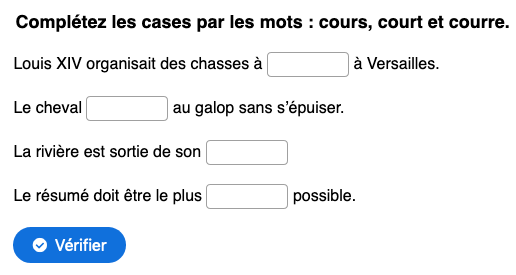 Complétez les cases par les mots : cours, court et courre.
Louis XIV organisait des chasses à à Versailles.
Le cheval au galop sans s’épuiser.
La rivière est sortie de son
Le résumé doit être le plus possible.
Vérifier